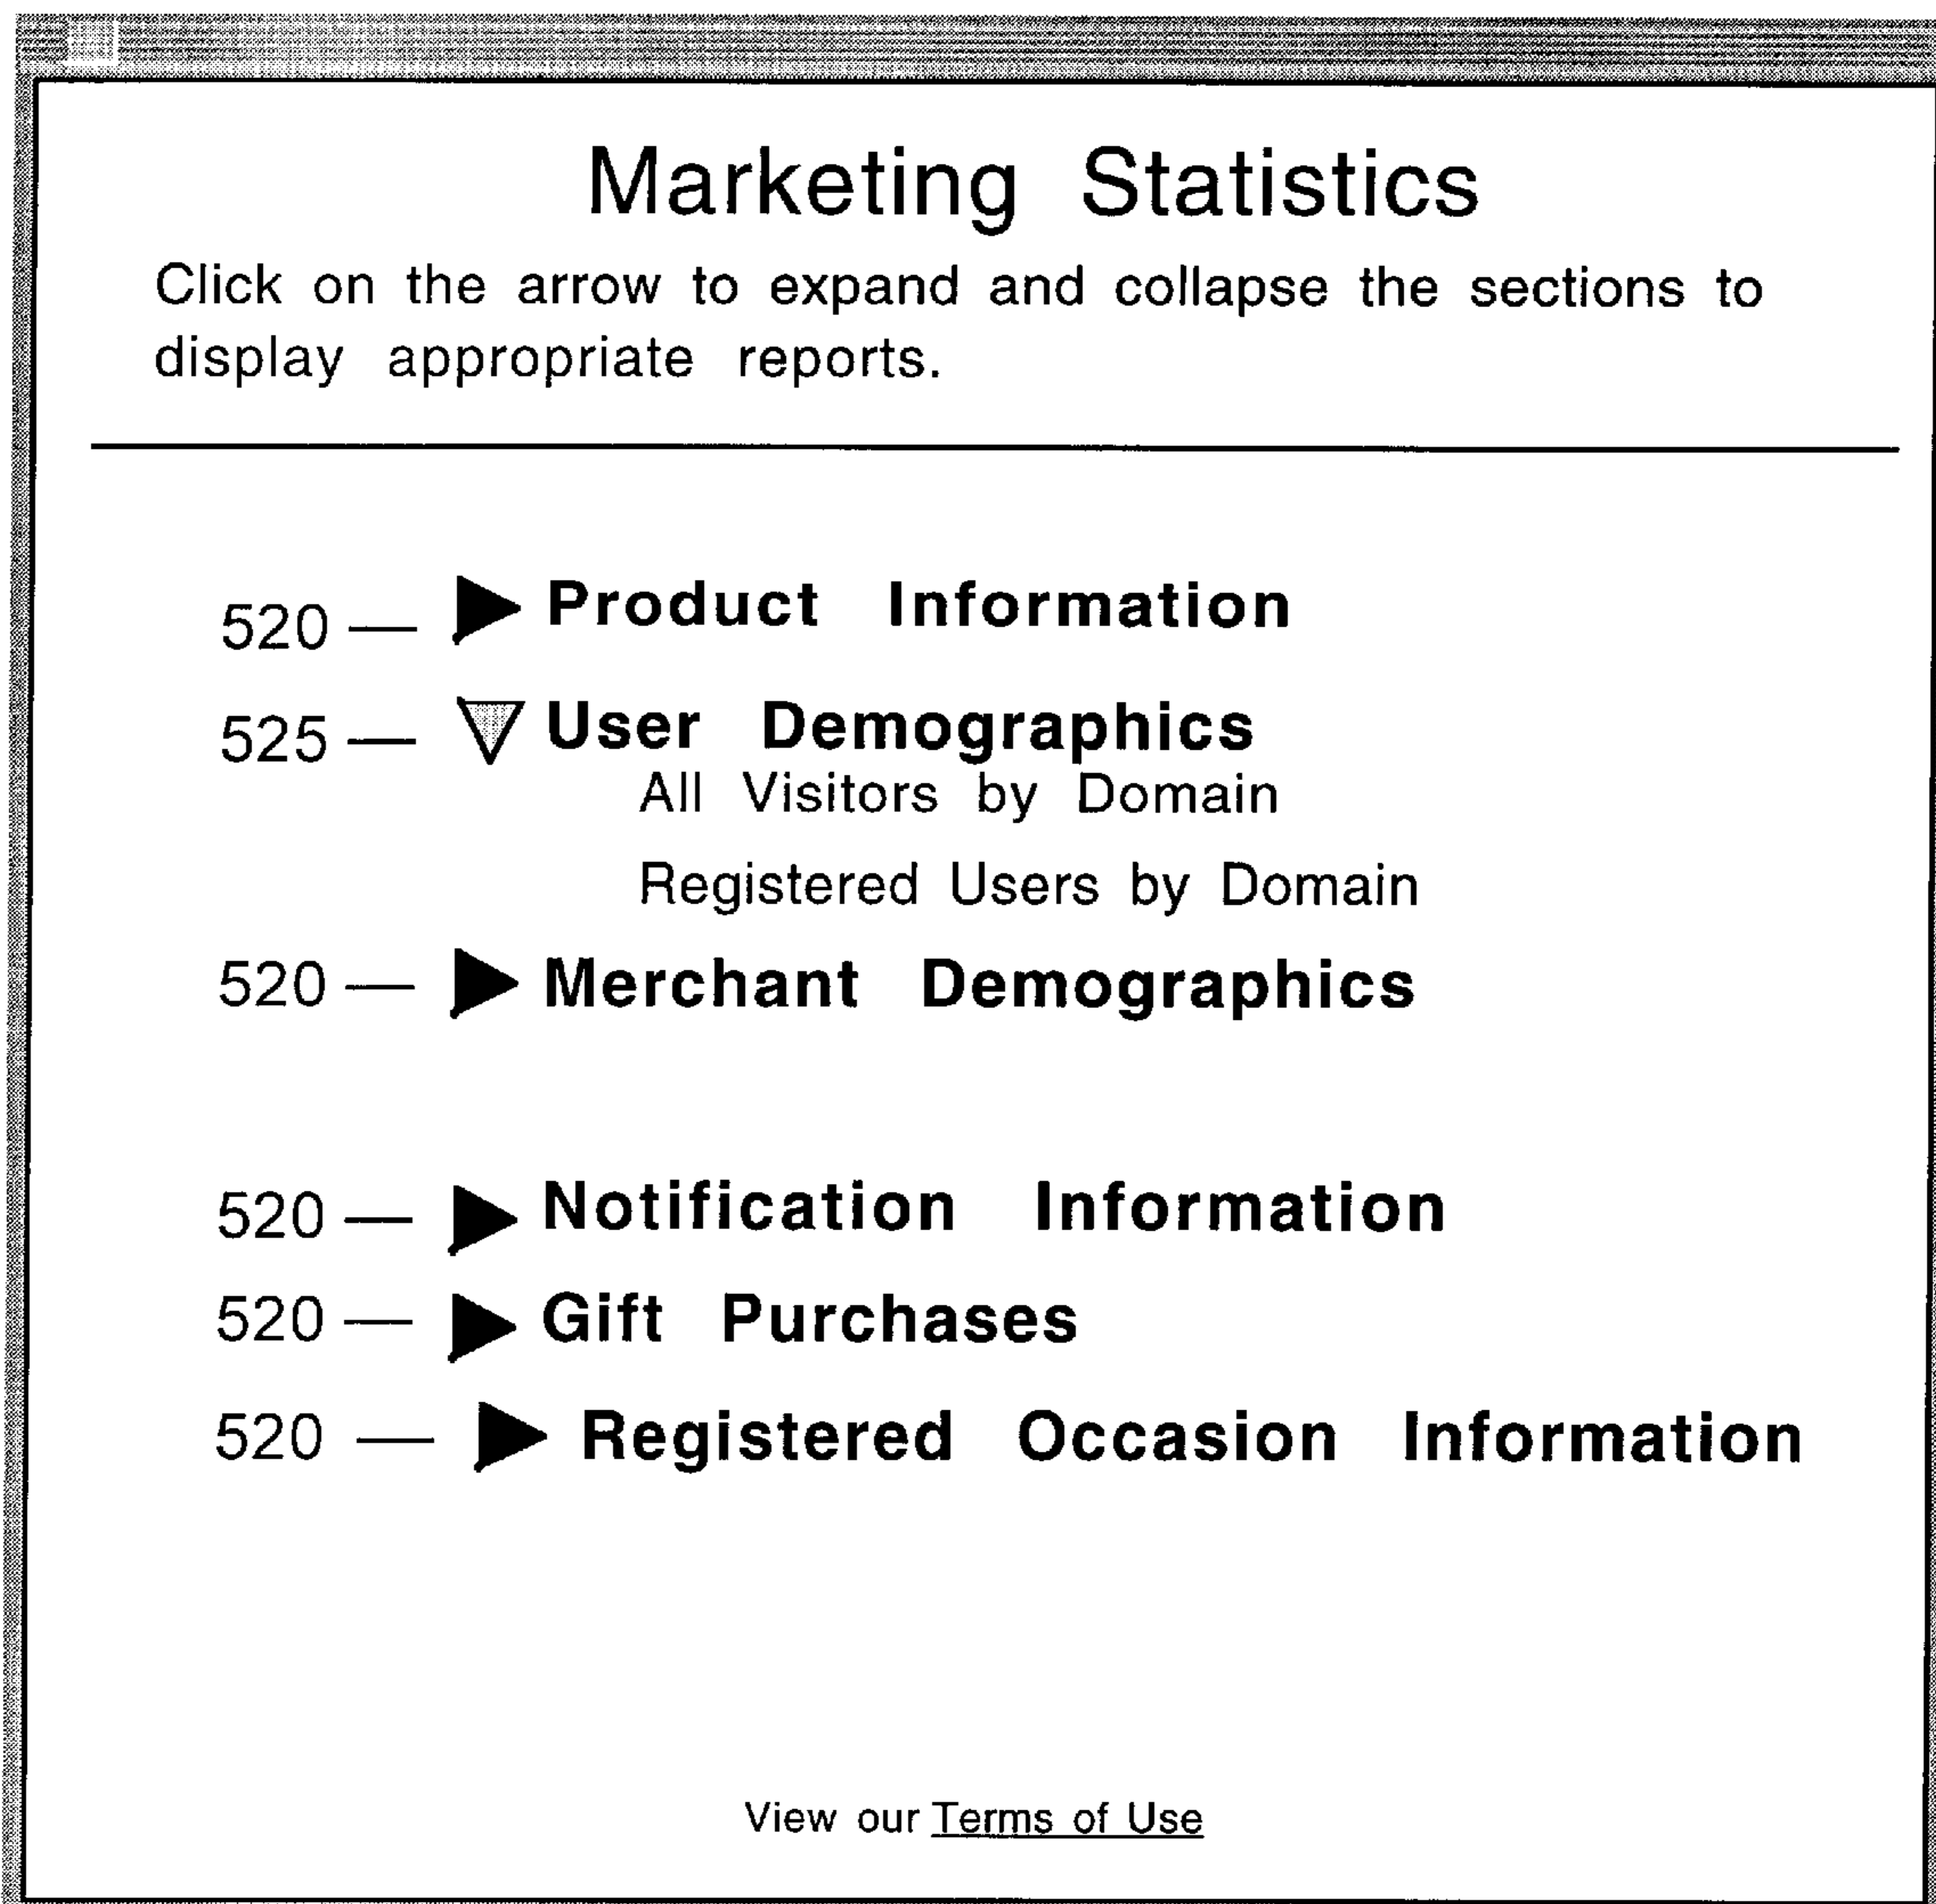 Marketing Statistics
Click on the arrow to expand and collapse the sections to
display appropriate reports.
520 — Product Information
525 — User Demographics
All Visitors by Domain
Registered Users by Domain
520 — Merchant Demographics
520 — Notification Information
520 — Gift Purchases
520 — Registered Occasion Information
View our Terms of Use